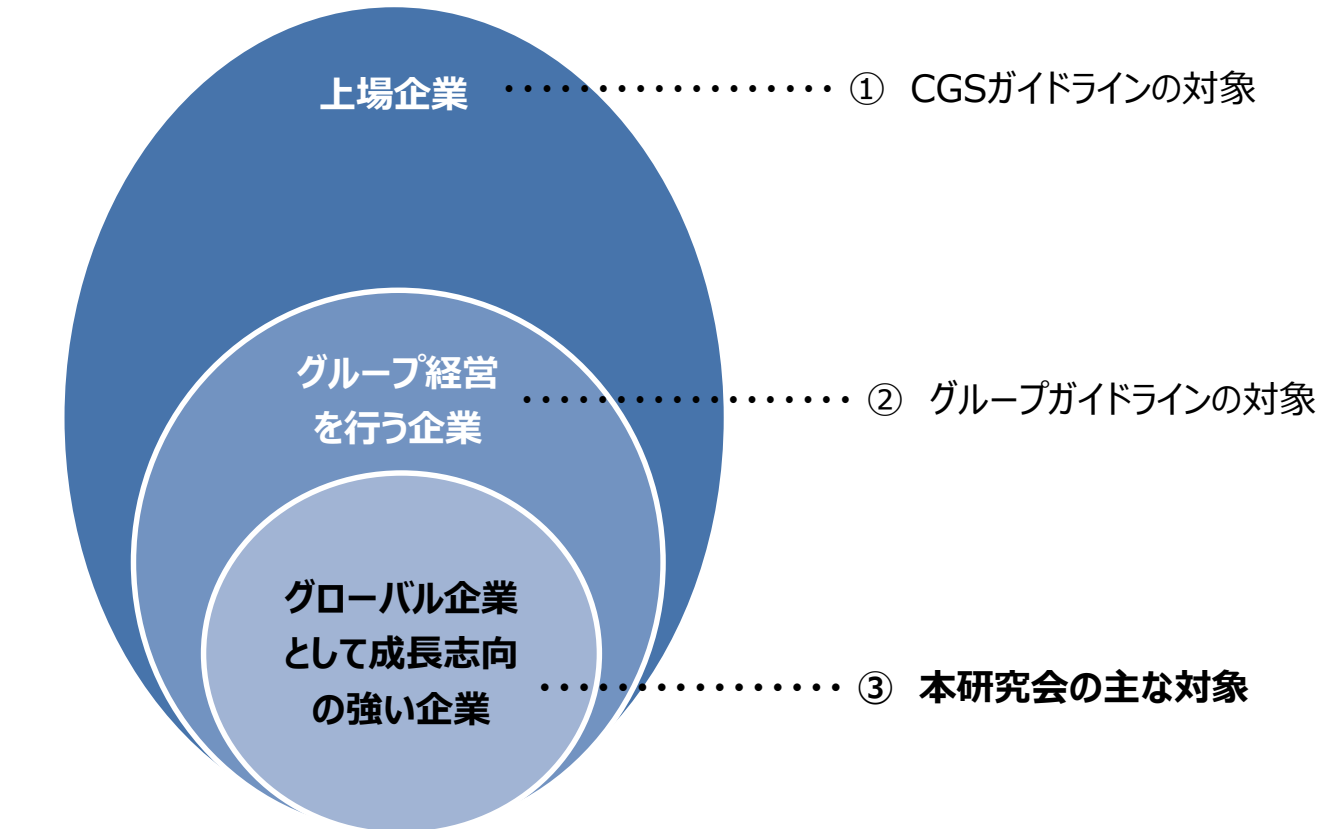 上場企業 ・・・・・・・・・・・・・・・・・ ① CGSガイドラインの対象
グループ経営
を行う企業
・・・・・・・・・・・・・・・・・ ② グループガイドラインの対象
グローバル企業
として成長志向
の強い企業
・・・・・・・・・・・・・・・・ ③ 本研究会の主な対象